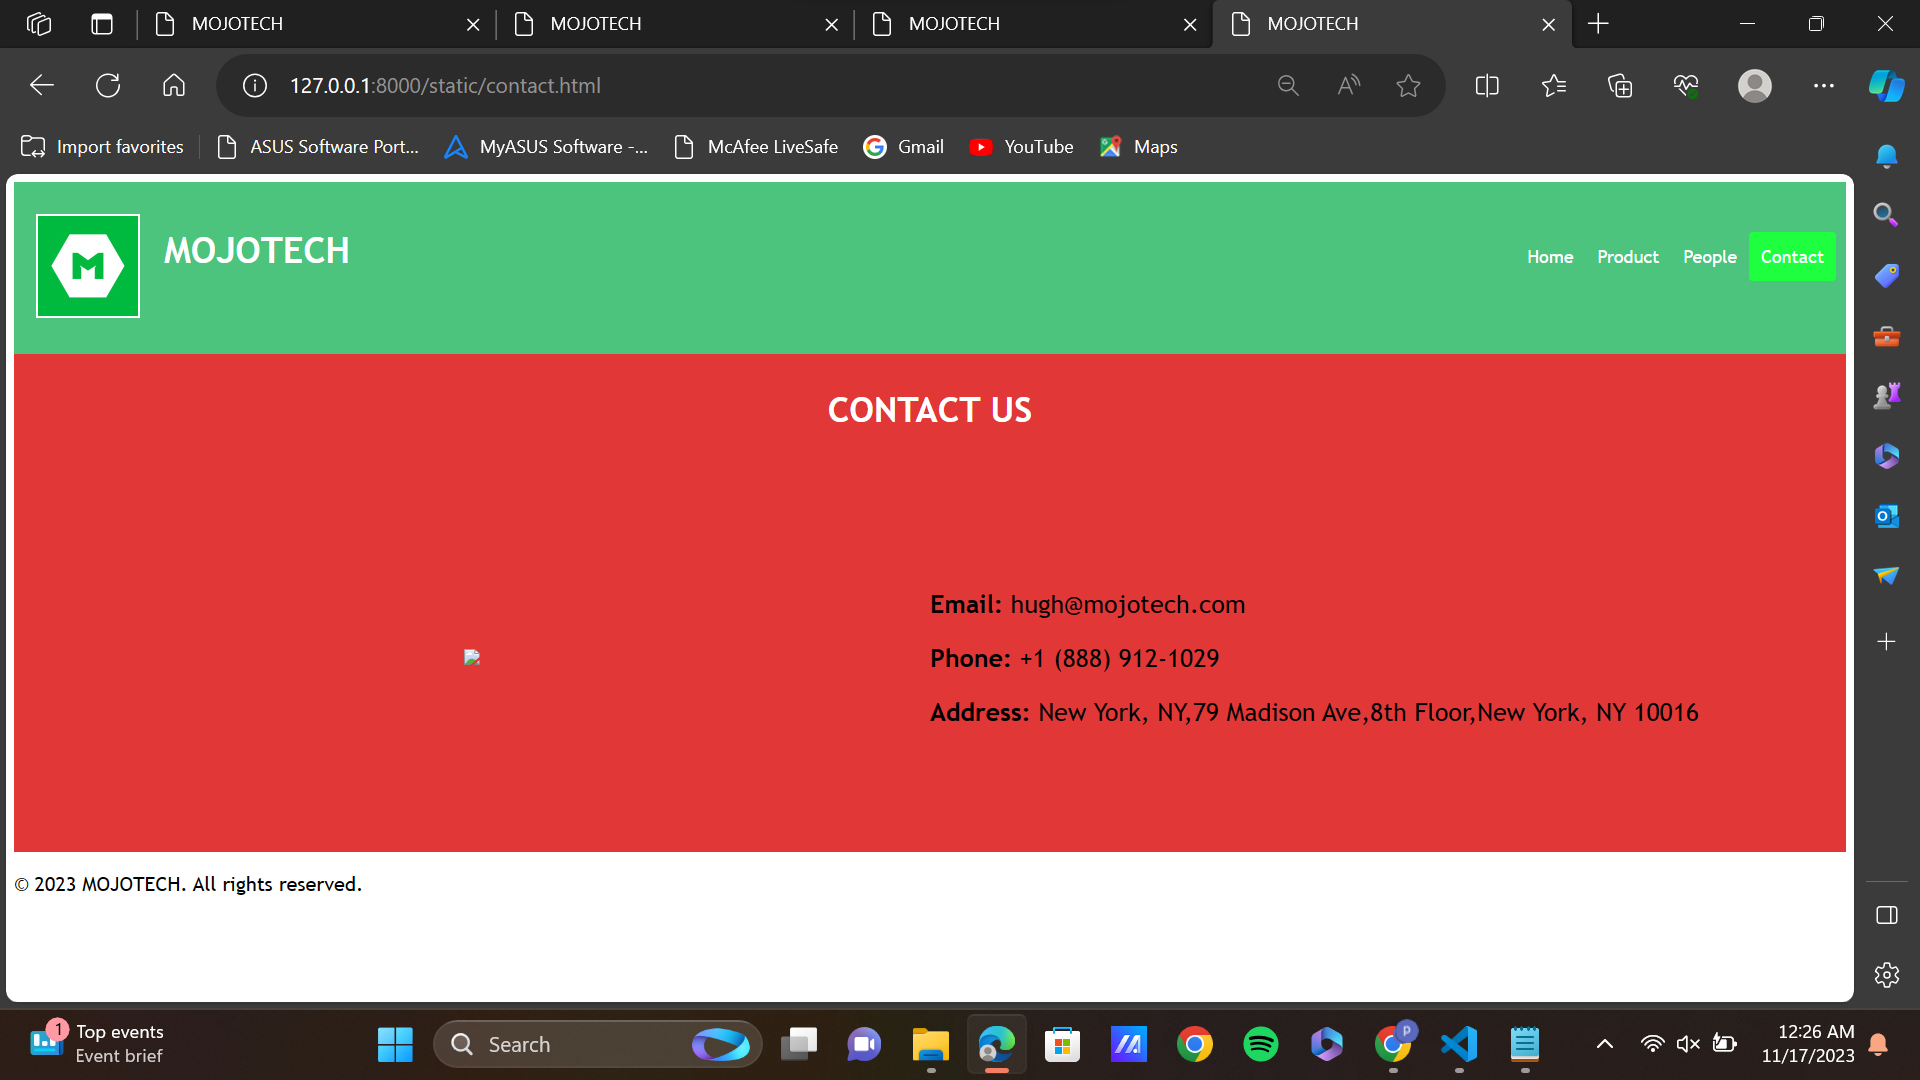 MOJOTECH
MOJOTECH
MOJOTECH
MOJOTECH
127.0.0.1:8000/static/contact.html
Import favorites
ASUS Software Port...
MyASUS Software -...
McAfee LiveSafe
Gmail
YouTube
Maps
M
MOJOTECH
Home
Product
People
Contact
CONTACT US
Email: hugh@mojotech.com
Phone: +1 (888) 912-1029
Address: New York, NY,79 Madison Ave,8th Floor,New York, NY 10016
© 2023 MOJOTECH. All rights reserved.
1
Top events
Event brief
Search
p
12:26 AM
11/17/2023